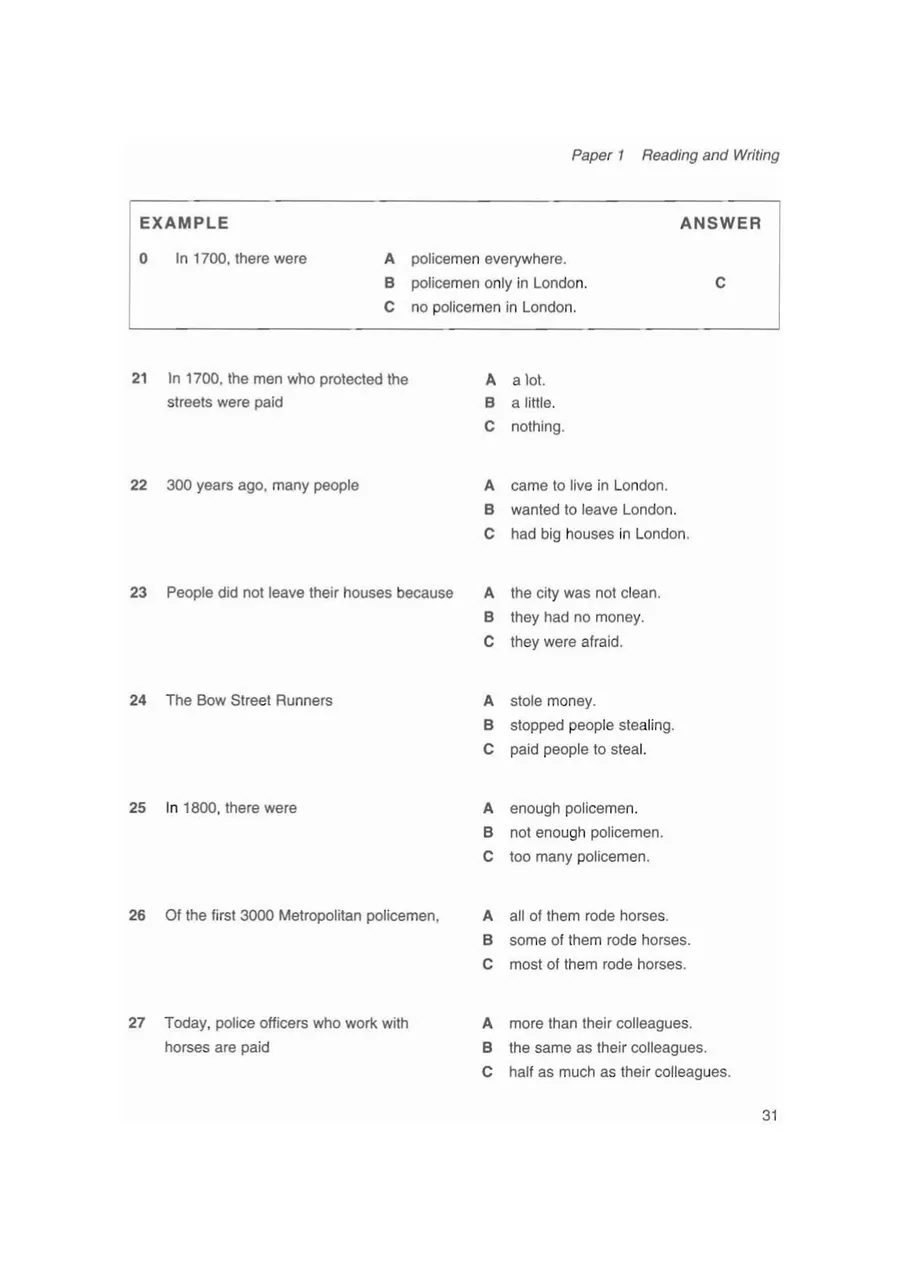 Paper 1 Reading and Writing
EXAMPLE ANSWER
0 In 1700, there were A policemen everywhere.
B policemen only in London. C
C no policemen in London.
21 In 1700, the men who protected the A a lot.
streets were paid B a little.
C nothing.
22 300 years ago, many people A came to live in London.
B wanted to leave London.
C had big houses in London.
23 People did not leave their houses because A the city was not clean.
B they had no money.
C they were afraid.
24 The Bow Street Runners A stole money.
B stopped people stealing.
C paid people to steal.
25 In 1800, there were A enough policemen.
B not enough policemen.
C too many policemen.
26 Of the first 3000 Metropolitan policemen, A all of them rode horses.
B some of them rode horses.
C most of them rode horses.
27 Today, police officers who work with A more than their colleagues.
horses are paid B the same as their colleagues.
C half as much as their colleagues.
31